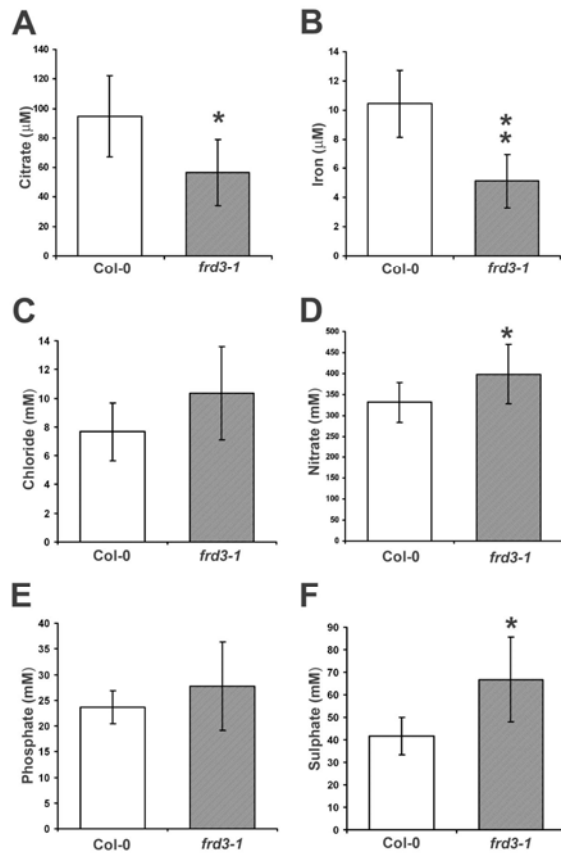 A
Citrate (µM)
140
120
100
80
60
40
20
0
*
Col-0
frd3-1
B
Iron (µM)
14
12
10
8
6
4
2
0
*
*
Col-0
frd3-1
C
Chloride (mM)
14
12
10
8
6
4
2
0
Col-0
frd3-1
D
Nitrate (mM)
500
450
400
350
300
250
200
150
100
50
0
*
Col-0
frd3-1
E
Phosphate (mM)
40
35
30
25
20
15
10
5
0
Col-0
frd3-1
F
Sulphate (mM)
90
80
70
60
50
40
30
20
10
0
*
Col-0
frd3-1